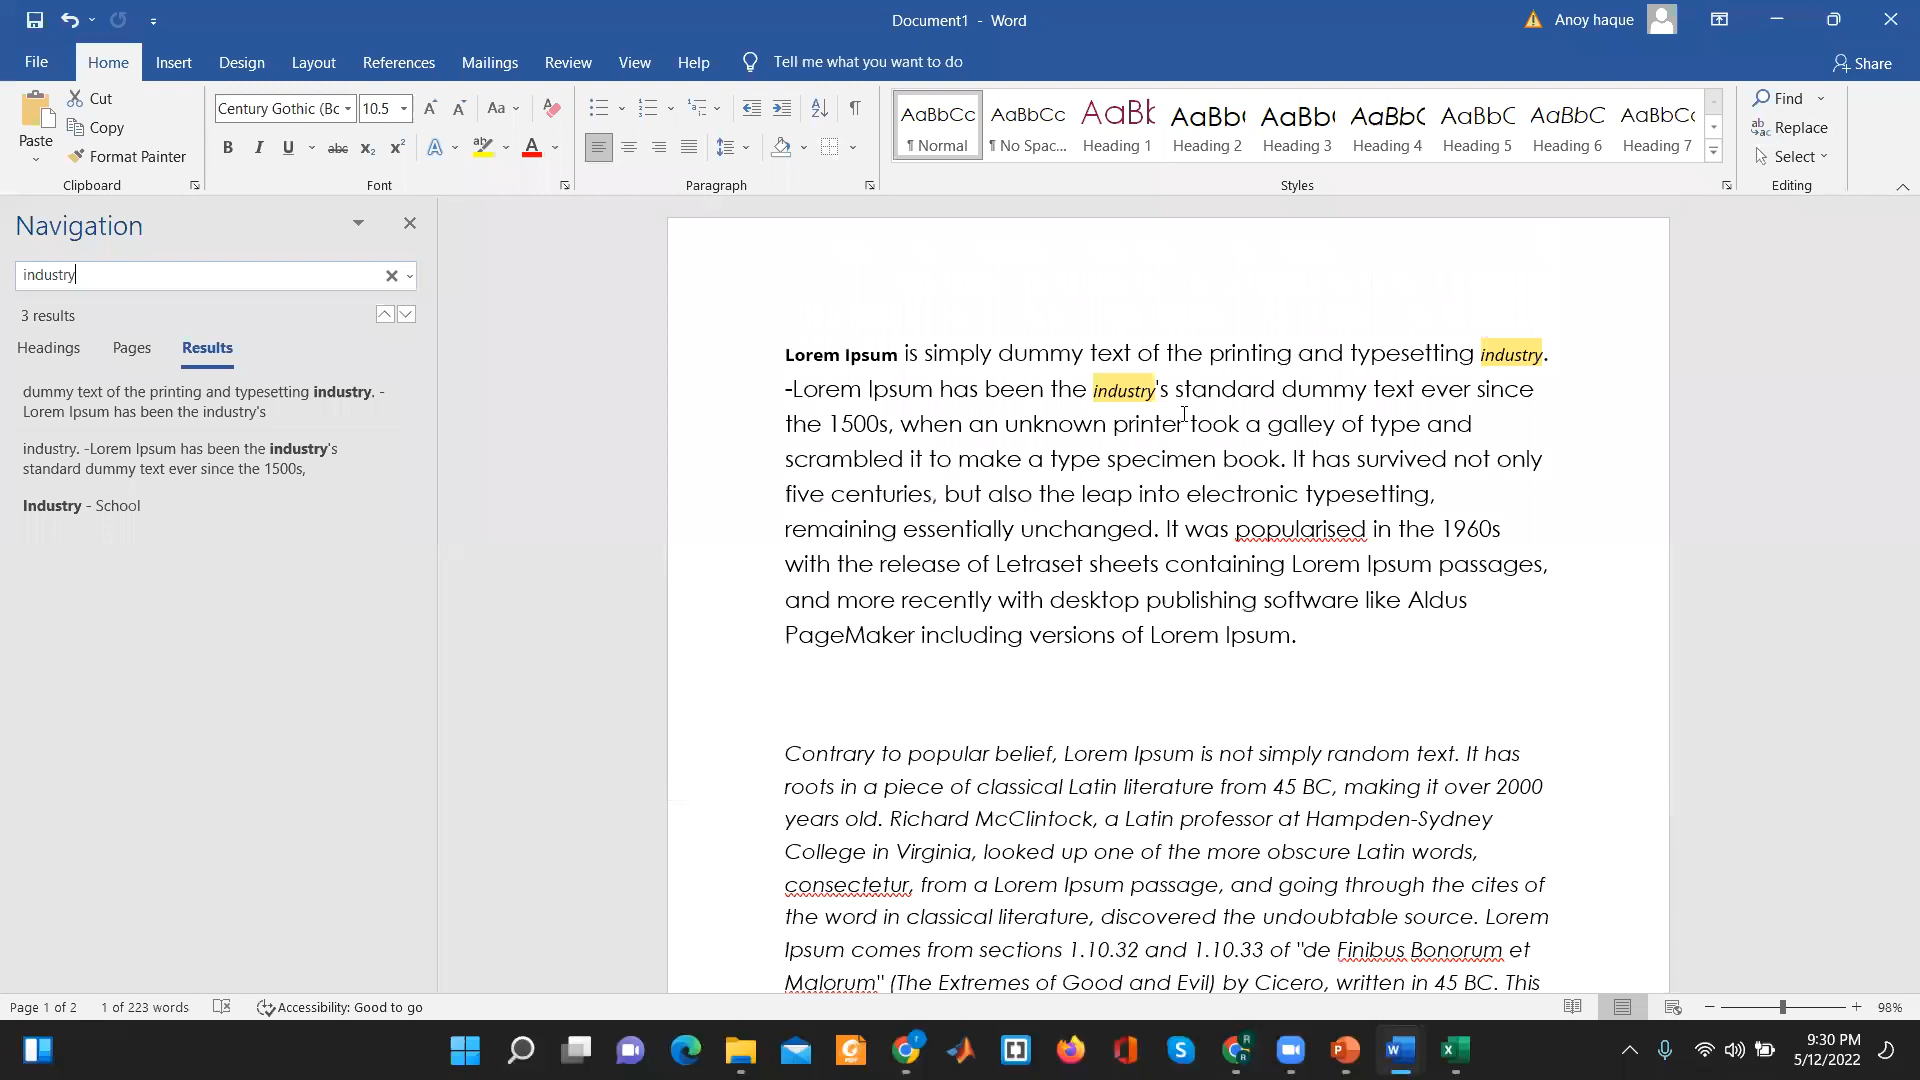 Document1 - Word
Anoy haque
File
Home
Insert
Design
Layout
References
Mailings
Review
View
Help
Tell me what you want to do
Share
Paste
Cut
Copy
Format Painter
Clipboard
Century Gothic (Bc
10.5
Aa
B I U abc x₂ x²
A
A
Font
Paragraph
AaBbCc
¶ Normal
AaBbCc
¶ No Spac...
AaBb
Heading 1
AaBb(
Heading 2
AaBb(
Heading 3
AaBb(
Heading 4
AaBbC
Heading 5
AaBbC
Heading 6
AaBbCc
Heading 7
Styles
Find
Replace
Select
Editing
Navigation
industry
3 results
Headings
Pages
Results
dummy text of the printing and typesetting industry. -
Lorem Ipsum has been the industry's
industry. -Lorem Ipsum has been the industry's
standard dummy text ever since the 1500s,
Industry - School
Lorem Ipsum is simply dummy text of the printing and typesetting industry.
-Lorem Ipsum has been the industry's standard dummy text ever since
the 1500s, when an unknown printer took a galley of type and
scrambled it to make a type specimen book. It has survived not only
five centuries, but also the leap into electronic typesetting,
remaining essentially unchanged. It was popularised in the 1960s
with the release of Letraset sheets containing Lorem Ipsum passages,
and more recently with desktop publishing software like Aldus
PageMaker including versions of Lorem Ipsum.
Contrary to popular belief, Lorem Ipsum is not simply random text. It has
roots in a piece of classical Latin literature from 45 BC, making it over 2000
years old. Richard McClintock, a Latin professor at Hampden-Sydney
College in Virginia, looked up one of the more obscure Latin words,
consectetur, from a Lorem Ipsum passage, and going through the cites of
the word in classical literature, discovered the undoubtable source. Lorem
Ipsum comes from sections 1.10.32 and 1.10.33 of "de Finibus Bonorum et
Malorum" (The Extremes of Good and Evil) by Cicero, written in 45 BC. This
Page 1 of 2
1 of 223 words
Accessibility: Good to go
98%
9:30 PM
5/12/2022